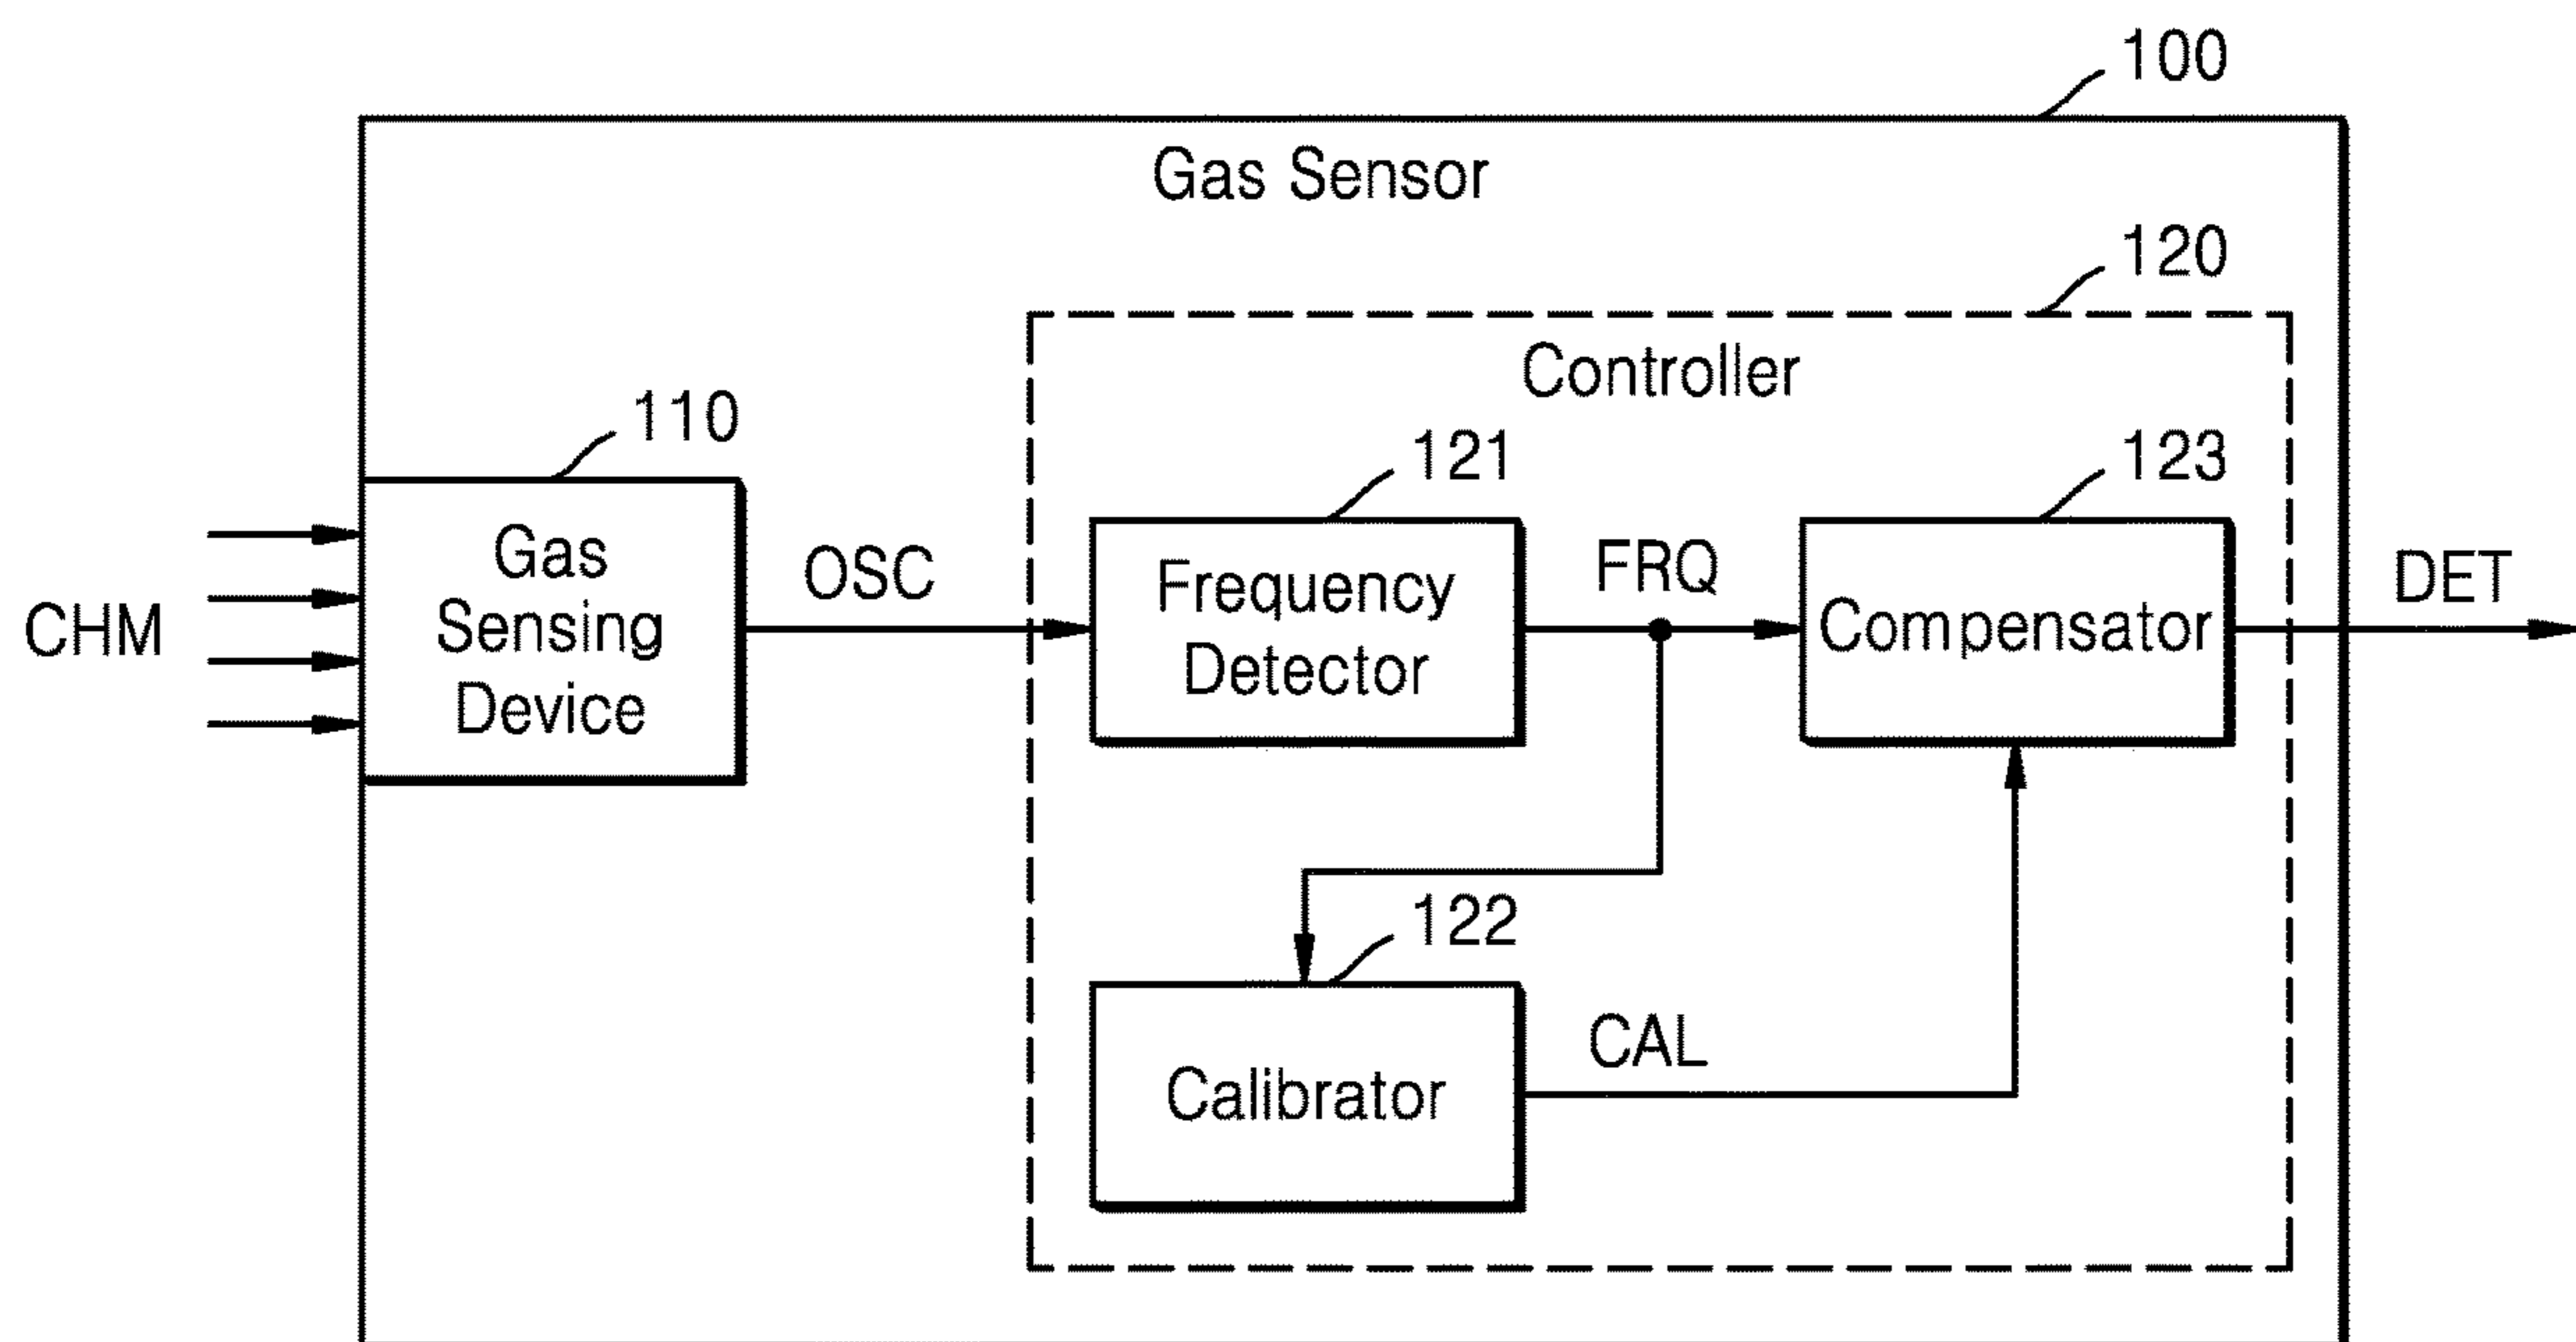 100
Gas Sensor
120
Controller
110
121
123
CHM
Gas
Sensing
Device
OSC
Frequency
Detector
FRQ
Compensator
DET
122
Calibrator
CAL